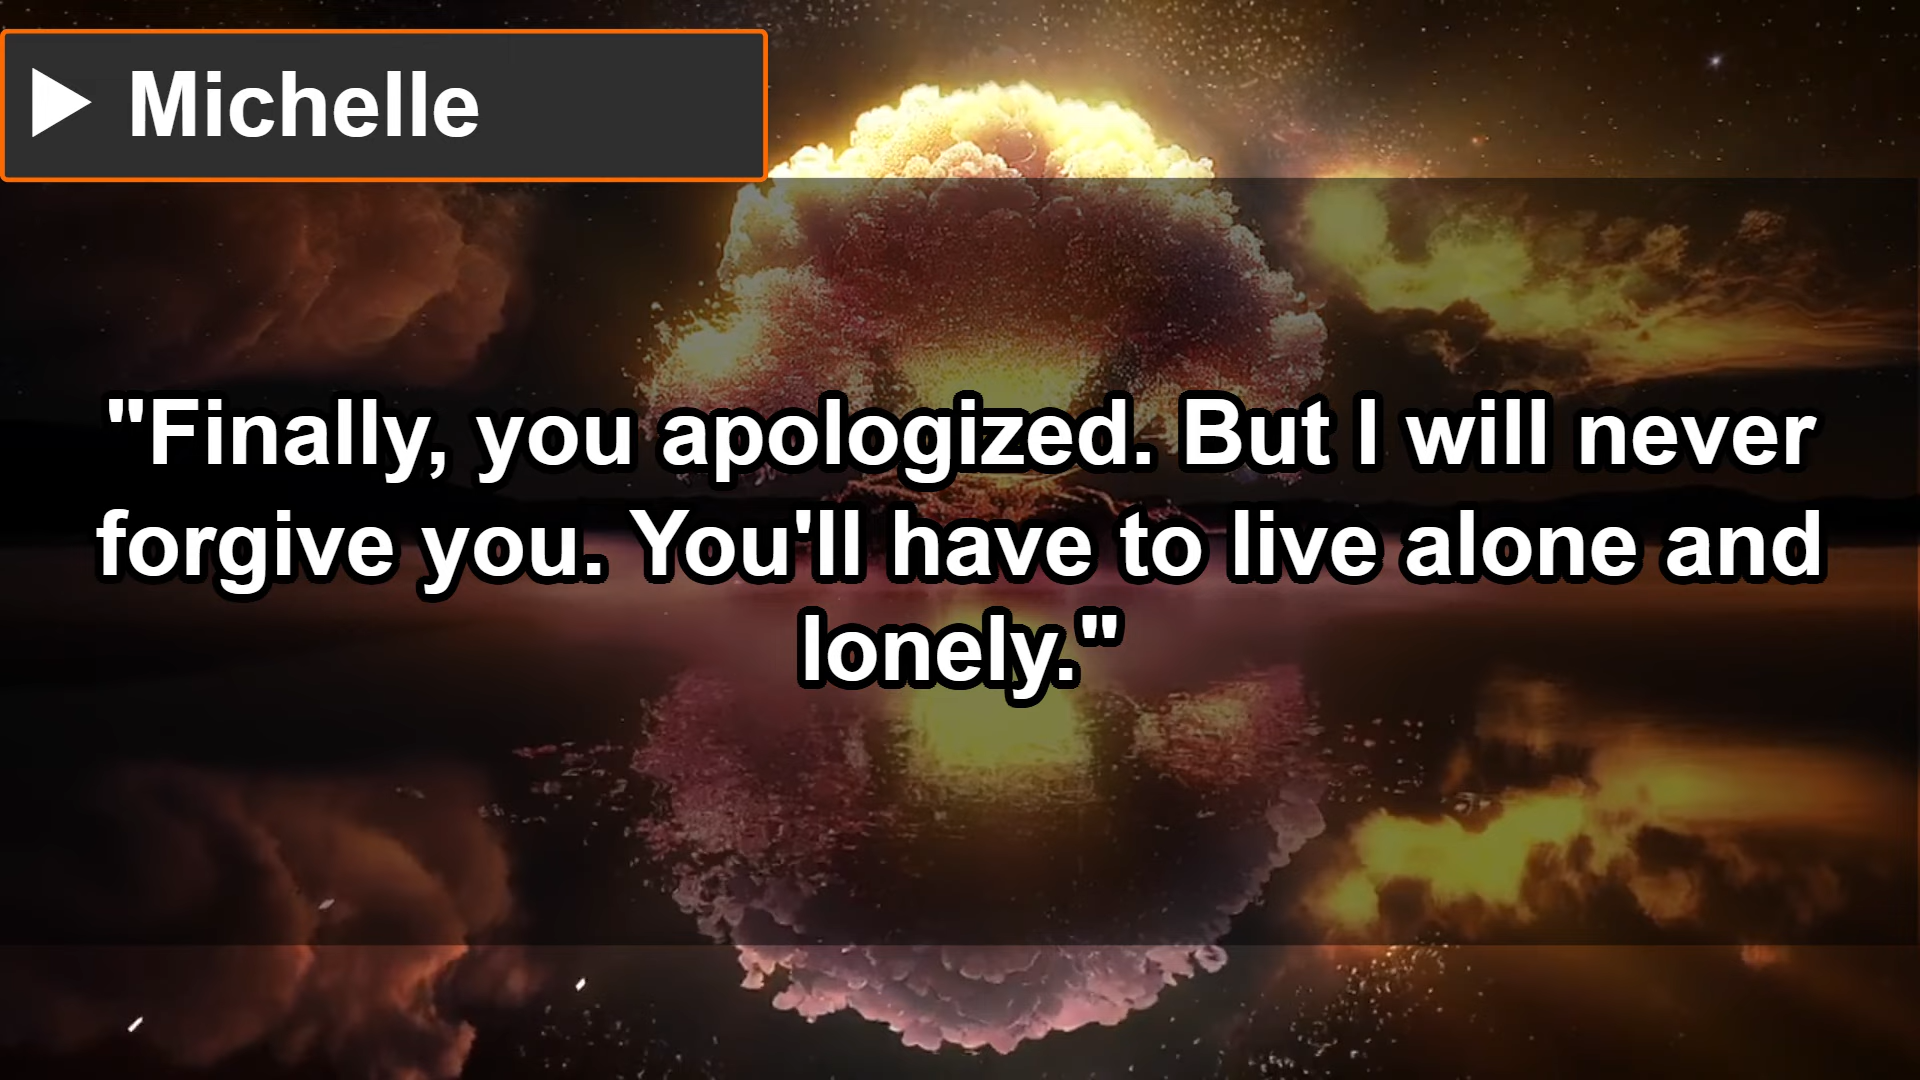 Michelle
"Finally, you apologized. But I will never
forgive you. You'll have to live alone and
lonely."